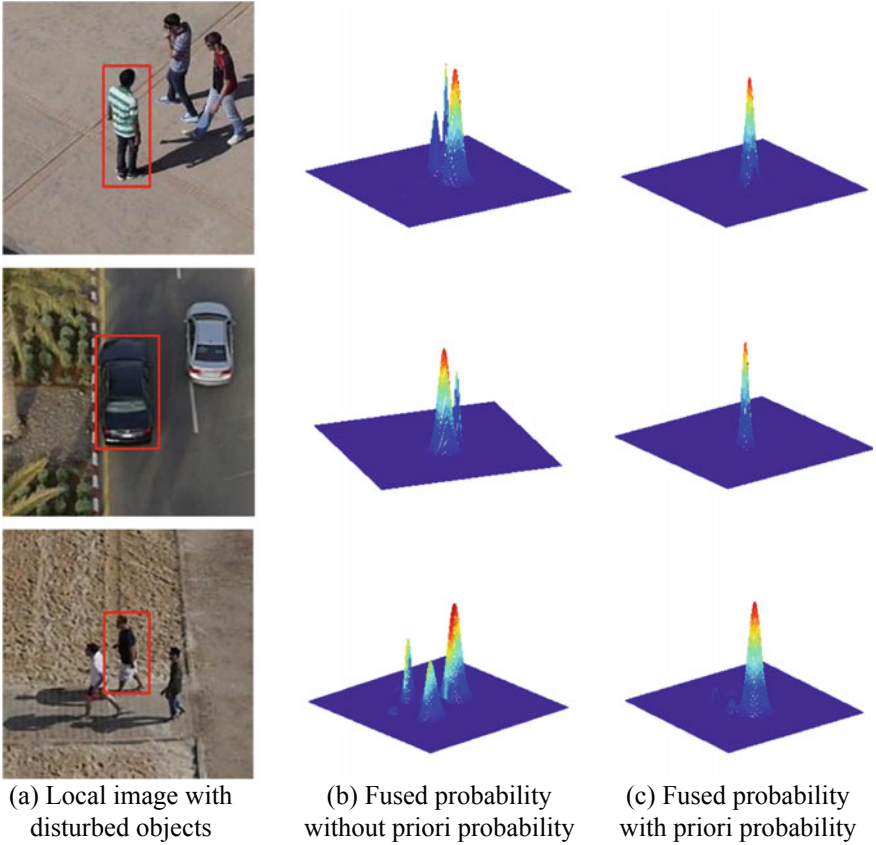 (a) Local image with
disturbed objects
(b) Fused probability
without priori probability
(c) Fused probability
with priori probability